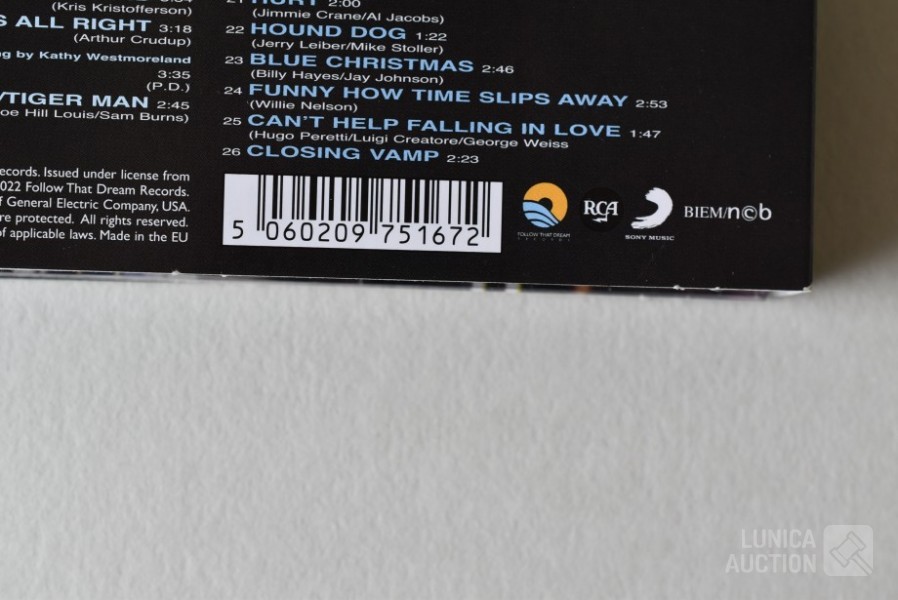 (Kris Kristofferson)
S ALL RIGHT 3:18
(Arthur Crudup)
g by Kathy Westmoreland
3:35
(P.D.)
/TIGER MAN 2:45
oe Hill Louis/Sam Burns)
21 HURT 2:00
(Jimmie Crane/Al Jacobs)
22 HOUND DOG 1:22
(Jerry Leiber/Mike Stoller)
23 BLUE CHRISTMAS 2:46
(Billy Hayes/Jay Johnson)
24 FUNNY HOW TIME SLIPS AWAY 2:53
(Willie Nelson)
25 CAN'T HELP FALLING IN LOVE 1:47
(Hugo Peretti/Luigi Creatore/George Weiss
26 CLOSING VAMP 2:23
ecords. Issued under license from
022 Follow That Dream Records.
f General Electric Company, USA.
re protected. All rights reserved.
of applicable laws. Made in the EU
5 060209 751672
FOLLOW THAT DREAM
RECORDS
RCA
SONY MUSIC
BIEM/n©b
LUNICA
AUCTION